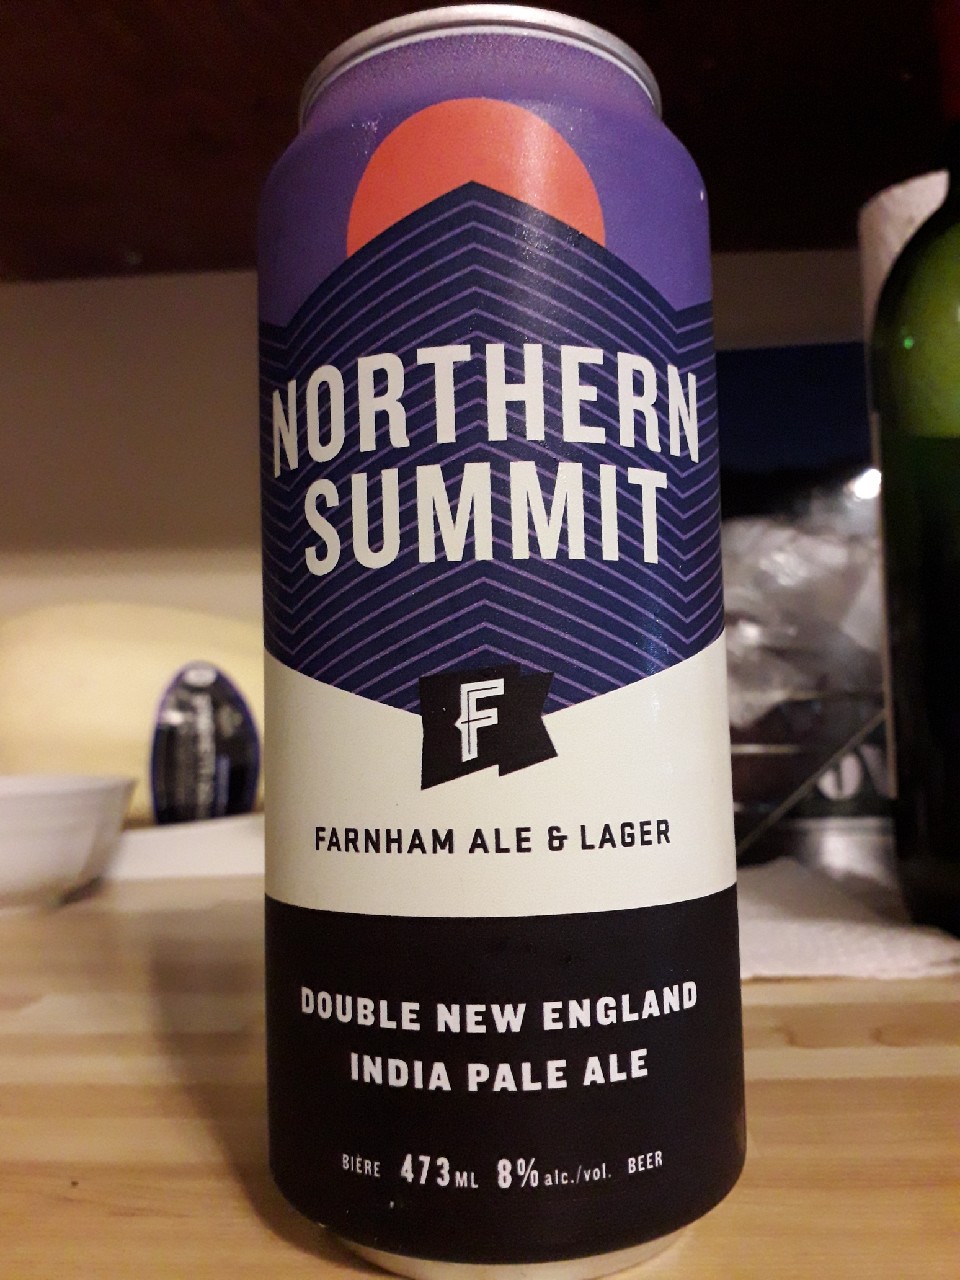 NORTHERN
SUMMIT
F
FARNHAM ALE & LAGER
DOUBLE NEW ENGLAND
INDIA PALE ALE
BIÈRE 473ML 8% alc./vol. BEER